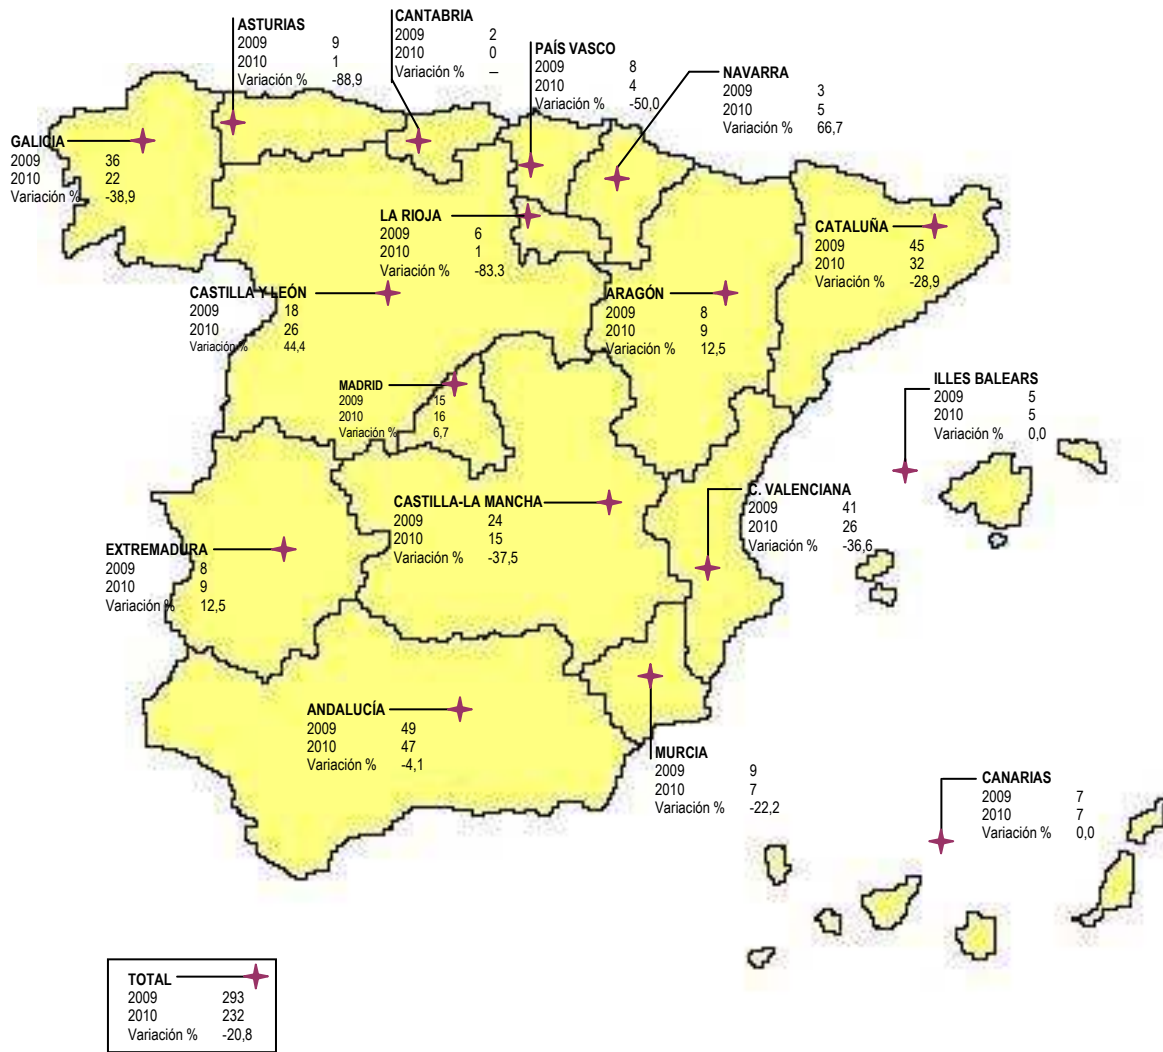 ASTURIAS
2009 9
2010 1
Variación % -88,9
CANTABRIA
2009 2
2010 0
Variación % –
PAÍS VASCO
2009 8
2010 4
Variación % -50,0
NAVARRA
2009 3
2010 5
Variación % 66,7
GALICIA
2009 36
2010 22
Variación % -38,9
LA RIOJA
2009 6
2010 1
Variación % -83,3
CATALUÑA
2009 45
2010 32
Variación % -28,9
CASTILLA Y LEÓN
2009 18
2010 26
Variación % 44,4
ARAGÓN
2009 8
2010 9
Variación % 12,5
MADRID
2009 15
2010 16
Variación % 6,7
ILLES BALEARS
2009 5
2010 5
Variación % 0,0
CASTILLA-LA MANCHA
2009 24
2010 15
Variación % -37,5
C. VALENCIANA
2009 41
2010 26
Variación % -36,6
EXTREMADURA
2009 8
2010 9
Variación % 12,5
ANDALUCÍA
2009 49
2010 47
Variación % -4,1
MURCIA
2009 9
2010 7
Variación % -22,2
CANARIAS
2009 7
2010 7
Variación % 0,0
TOTAL
2009 293
2010 232
Variación % -20,8